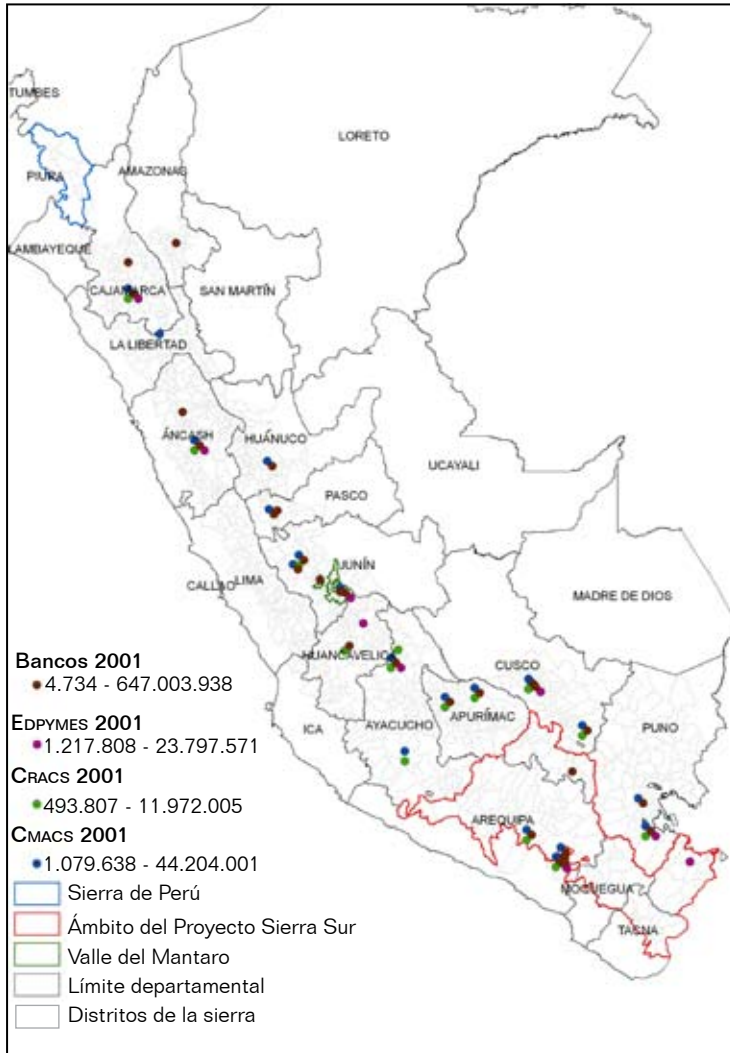 TUMBES
LORETO
PIURA
AMAZONAS
LAMBAYEQUE
CAJAMARCA
SAN MARTÍN
LA LIBERTAD
ÁNCASH
HUÁNUCO
UCAYALI
PASCO
JUNÍN
CALLAO
LIMA
MADRE DE DIOS
HUANCAVELIC
CUSCO
ICA
AYACUCHO
APURÍMAC
PUNO
AREQUIPA
MOQUEGUA
TACNA
Bancos 2001
4.734 - 647.003.938
EDPYMES 2001
1.217.808 - 23.797.571
CRACS 2001
493.807 - 11.972.005
CMACS 2001
1.079.638 - 44.204.001
Sierra de Perú
Ámbito del Proyecto Sierra Sur
Valle del Mantaro
Límite departamental
Distritos de la sierra